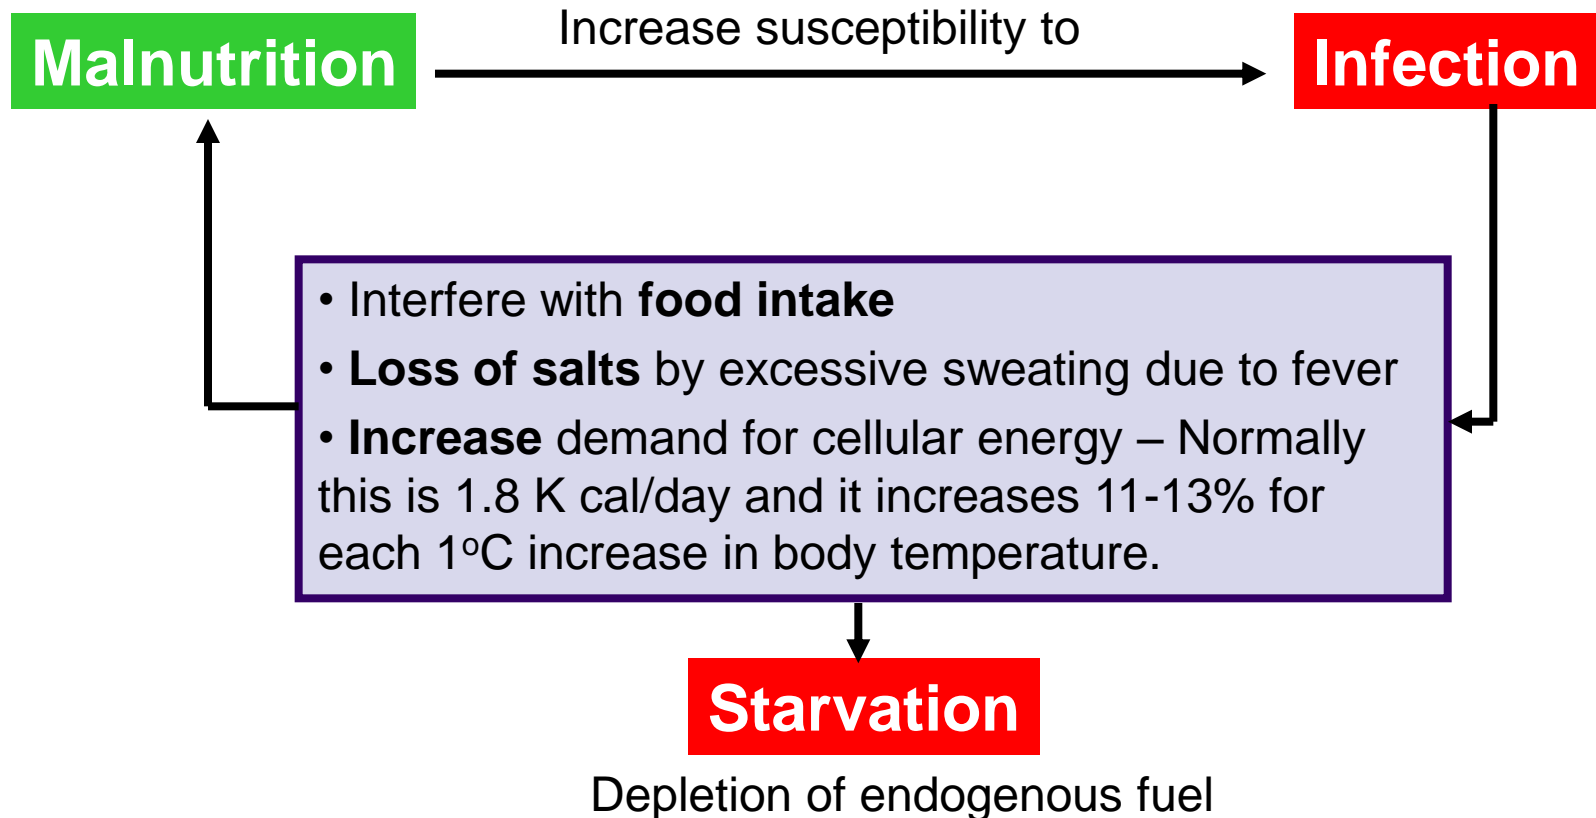 Increase susceptibility to
Malnutrition
Infection
• Interfere with food intake
• Loss of salts by excessive sweating due to fever
• Increase demand for cellular energy – Normally
this is 1.8 K cal/day and it increases 11-13% for
each 1oC increase in body temperature.
Starvation
Depletion of endogenous fuel